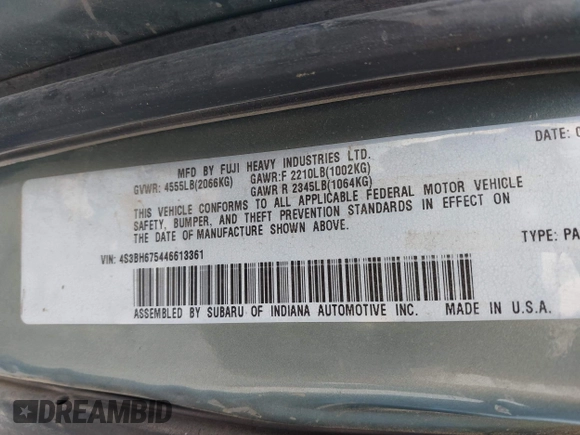 MFD BY FUJI HEAVY INDUSTRIES LTD.
DATE:
GVWR: 4555LB(2066KG) GAWR:F 2210LB(1002KG)
GAWR R 2345LB(1064KG)
THIS VEHICLE CONFORMS TO ALL APPLICABLE FEDERAL MOTOR VEHICLE
SAFETY, BUMPER, AND THEFT PREVENTION STANDARDS IN EFFECT ON
THE DATE OF MANUFACTURE SHOWN ABOVE.
VIN: 4S3BH675446613361
TYPE: PA
ASSEMBLED BY SUBARU OF INDIANA AUTOMOTIVE INC. MADE IN U.S.A.
DREAMBID